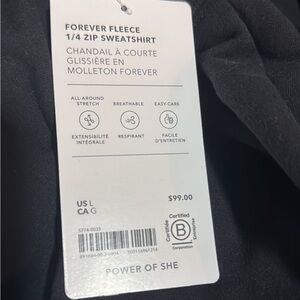 FOREVER FLEECE
1/4 ZIP SWEATSHIRT
CHANDAIL À COURTE
GLISSIÈRE EN
MOLLETON FOREVER
ALL-AROUND
STRETCH
BREATHABLE
EASY-CARE
EXTENSIBILITÉ
INTÉGRALE
RESPIRANT
FACILE
D'ENTRETIEN
US L
CA G
$99.00
Certified
B
Certifiée
Corporation
POWER OF SHE